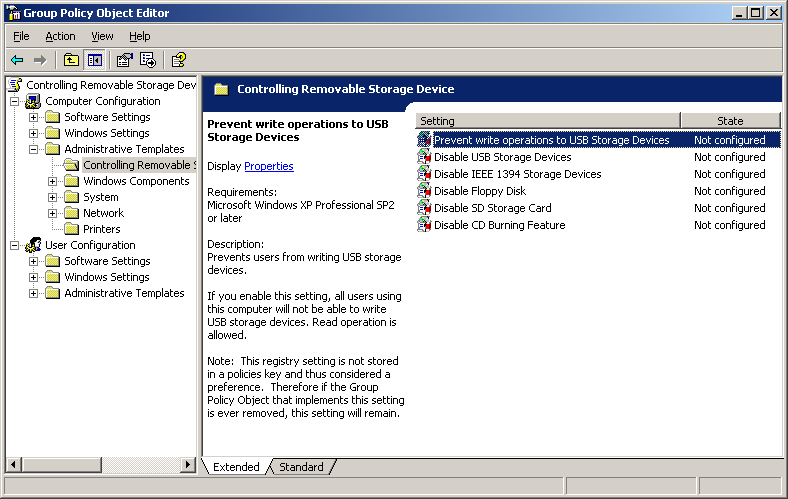 Group Policy Object Editor
File Action View Help
Controlling Removable Storage Dev
Computer Configuration
Software Settings
Windows Settings
Administrative Templates
Controlling Removable S
Windows Components
System
Network
Printers
User Configuration
Software Settings
Windows Settings
Administrative Templates
Controlling Removable Storage Device
Prevent write operations to USB
Storage Devices
Display Properties
Requirements:
Microsoft Windows XP Professional SP2
or later
Description:
Prevents users from writing USB storage
devices.
If you enable this setting, all users using
this computer will not be able to write
USB storage devices. Read operation is
allowed.
Note:  This registry setting is not stored
in a policies key and thus considered a
preference.  Therefore if the Group
Policy Object that implements this setting
is ever removed, this setting will remain.
Setting State
Prevent write operations to USB Storage Devices Not configured
Disable USB Storage Devices Not configured
Disable IEEE 1394 Storage Devices Not configured
Disable Floppy Disk Not configured
Disable SD Storage Card Not configured
Disable CD Burning Feature Not configured
Extended Standard